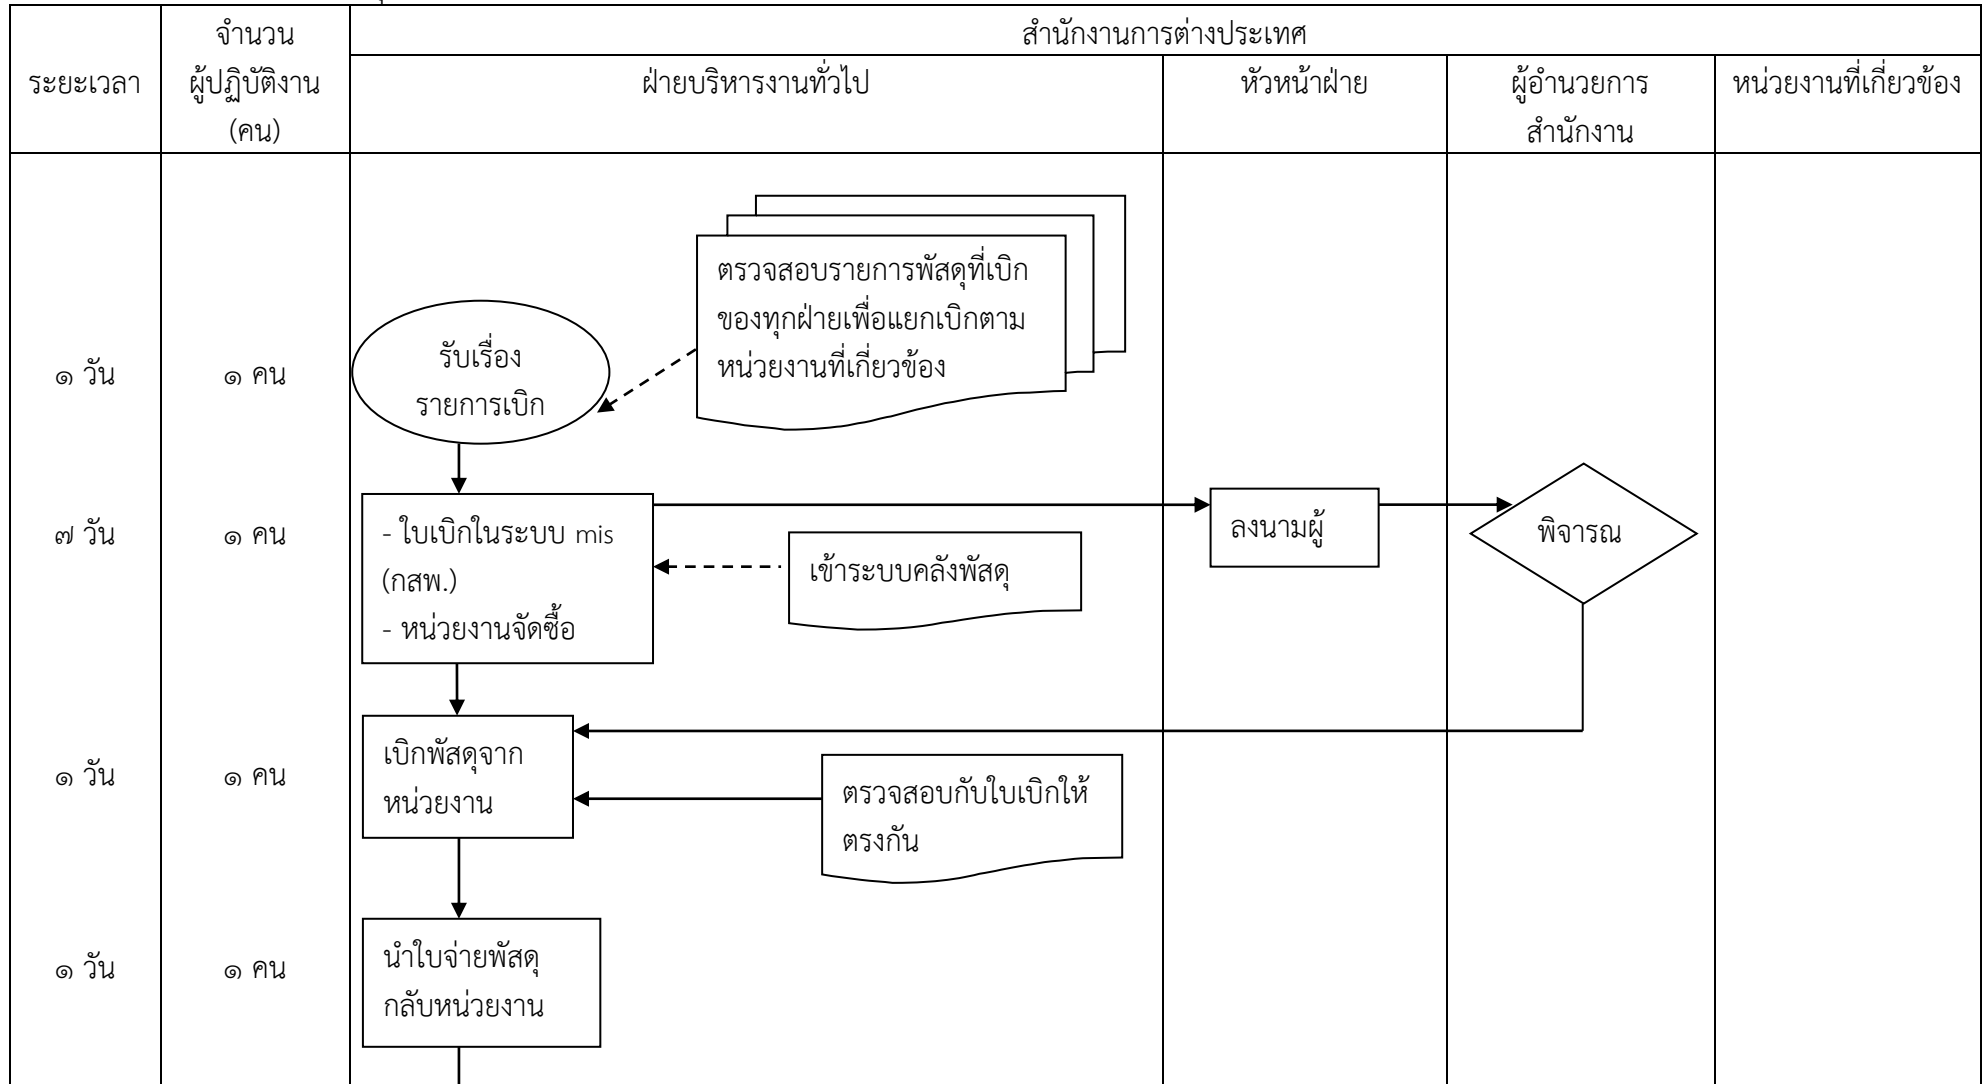 ระยะเวลา
จำนวน
ผู้ปฏิบัติงาน
(คน)
สำนักงานการต่างประเทศ
ฝ่ายบริหารงานทั่วไป
หัวหน้าฝ่าย
ผู้อำนวยการ
สำนักงาน
หน่วยงานที่เกี่ยวข้อง
ตรวจสอบรายการพัสดุที่เบิก
ของทุกฝ่ายเพื่อแยกเบิกตาม
หน่วยงานที่เกี่ยวข้อง
๑ วัน
๑ คน
รับเรื่อง
รายการเบิก
๗ วัน
๑ คน
- ใบเบิกในระบบ mis
(กสพ.)
- หน่วยงานจัดซื้อ
เข้าระบบคลังพัสดุ
ลงนามผู้
พิจารณ
๑ วัน
๑ คน
เบิกพัสดุจาก
หน่วยงาน
ตรวจสอบกับใบเบิกให้
ตรงกัน
๑ วัน
๑ คน
นำใบจ่ายพัสดุ
กลับหน่วยงาน